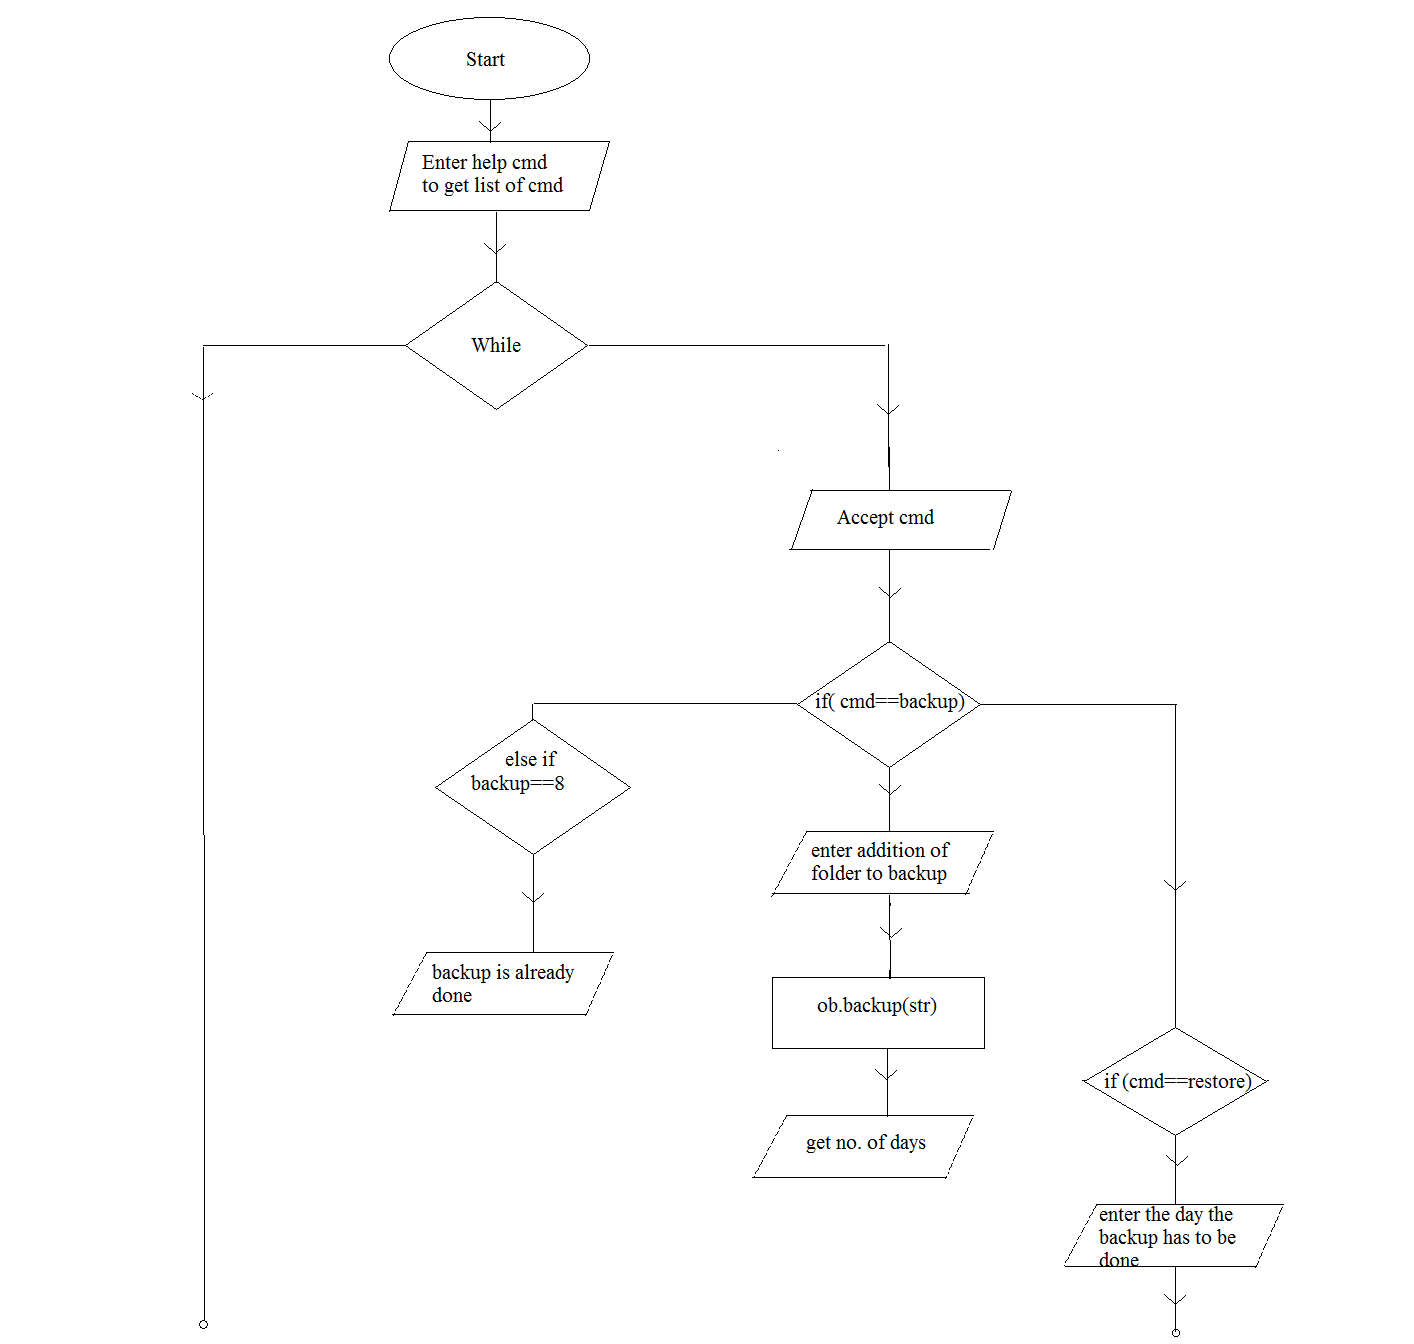 Start
Enter help cmd
to get list of cmd
While
Accept cmd
if( cmd==backup)
else if
backup==8
enter addition of
folder to backup
backup is already
done
ob.backup(str)
if (cmd==restore)
get no. of days
enter the day the
backup has to be
done